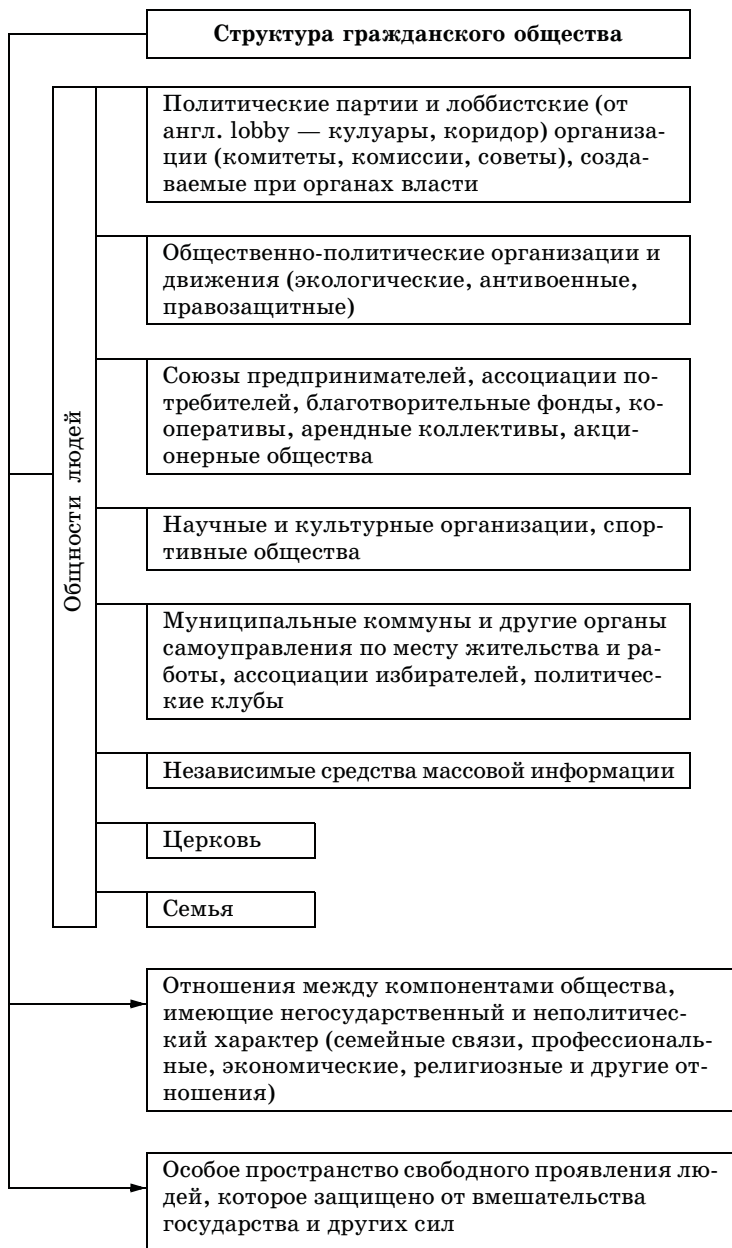 Структура гражданского общества
Политические партии и лоббистские (от
англ. lobby — кулуары, коридор) организа-
ции (комитеты, комиссии, советы), созда-
ваемые при органах власти
Общественно-политические организации и
движения (экологические, антивоенные,
правозащитные)
Союзы предпринимателей, ассоциации по-
требителей, благотворительные фонды, ко-
оперативы, арендные коллективы, акци-
онерные общества
Общности людей
Научные и культурные организации, спор-
тивные общества
Муниципальные коммуны и другие органы
самоуправления по месту жительства и ра-
боты, ассоциации избирателей, политичес-
кие клубы
Независимые средства массовой информации
Церковь
Семья
Отношения между компонентами общества,
имеющие негосударственный и неполитичес-
кий характер (семейные связи, профессиональ-
ные, экономические, религиозные и другие от-
ношения)
Особое пространство свободного проявления лю-
дей, которое защищено от вмешательства
государства и других сил